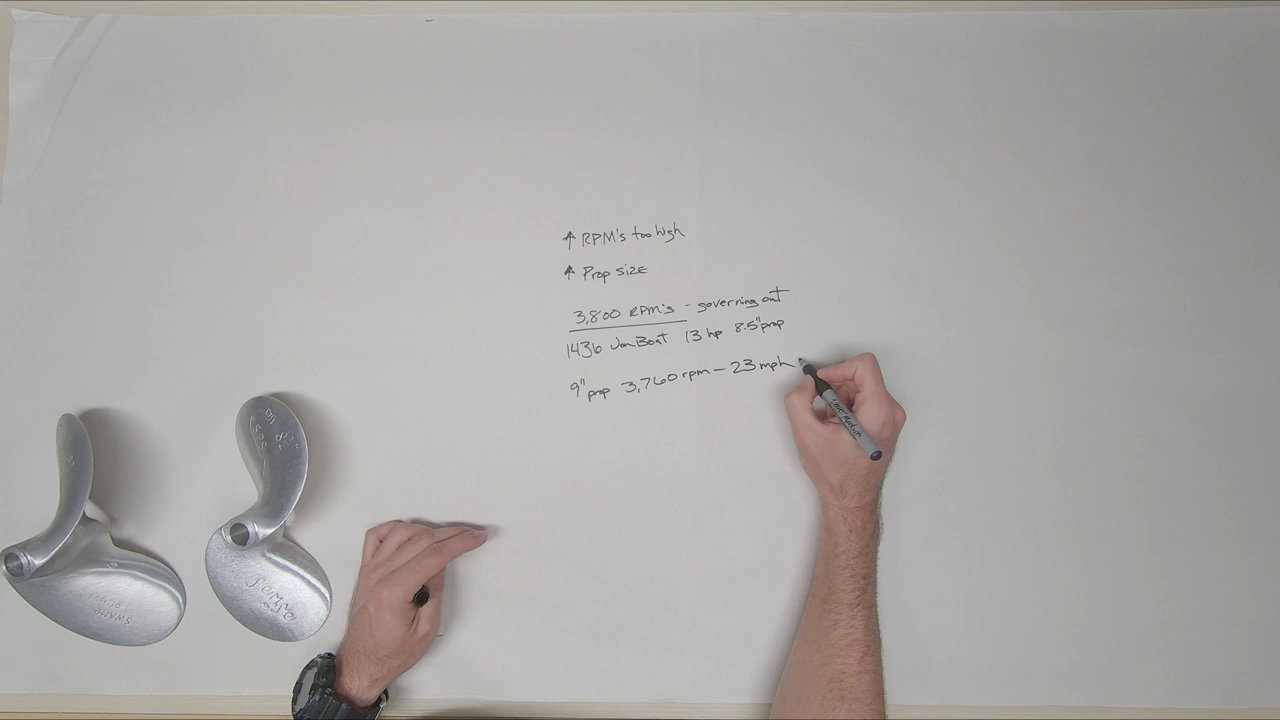 ↑ RPM's too high
↑ Prop size
3,800 RPM's - governing out
1436 Jon Boat 13 hp 8.5" prop
9" prop 3,760 rpm - 23 mph